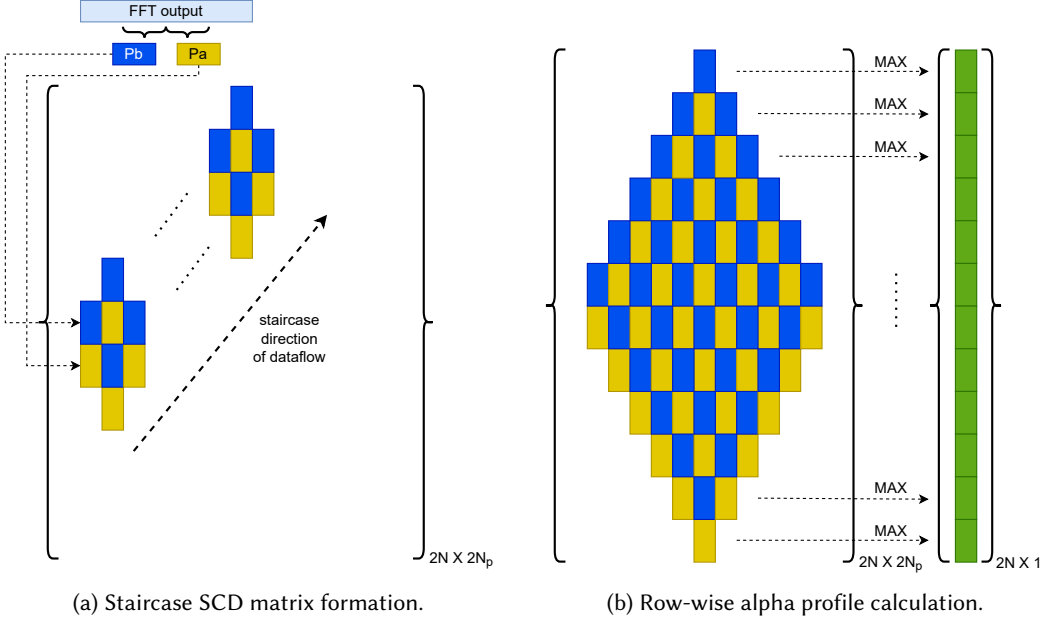 FFT output
Pb
Pa
staircase
direction
of dataflow
2N X 2Np
(a) Staircase SCD matrix formation.
MAX
MAX
MAX
MAX
MAX
2N X 2Np
2N X 1
(b) Row-wise alpha profile calculation.